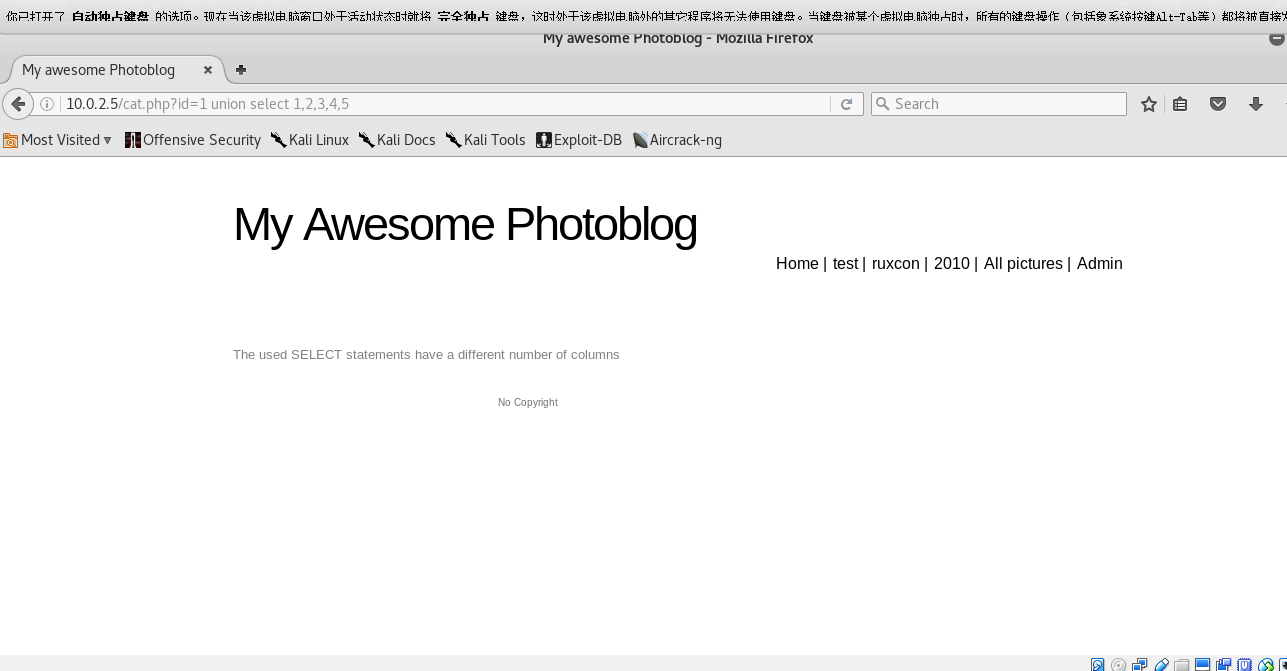 你已打开了 自动独占键盘 的选项。现在当该虚拟电脑窗口处于活动状态时就将 完全独占 键盘，这时处于该虚拟电脑外的其它程序将无法使用键盘。当键盘被某个虚拟电脑独占时，所有的键盘操作（包括象系统按键Alt-Tab等）都将被直接
My awesome Photoblog - Mozilla Firefox
My awesome Photoblog
10.0.2.5/cat.php?id=1 union select 1,2,3,4,5 Search
Most Visited Offensive Security Kali Linux Kali Docs Kali Tools Exploit-DB Aircrack-ng
My Awesome Photoblog
Home | test | ruxcon | 2010 | All pictures | Admin
The used SELECT statements have a different number of columns
No Copyright